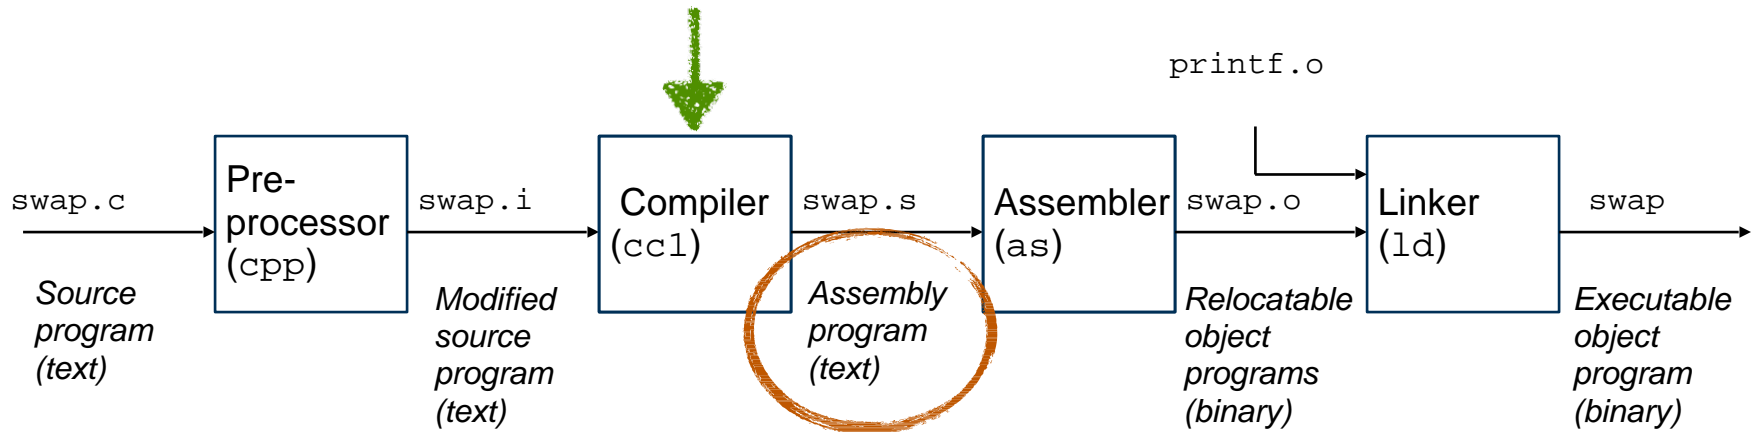 printf.o
swap.c
Pre-
processor
(cpp)
swap.i
Compiler
(cc1)
swap.s
Assembler
(as)
swap.o
Linker
(ld)
swap
Source
program
(text)
Modified
source
program
(text)
Assembly
program
(text)
Relocatable
object
programs
(binary)
Executable
object
program
(binary)